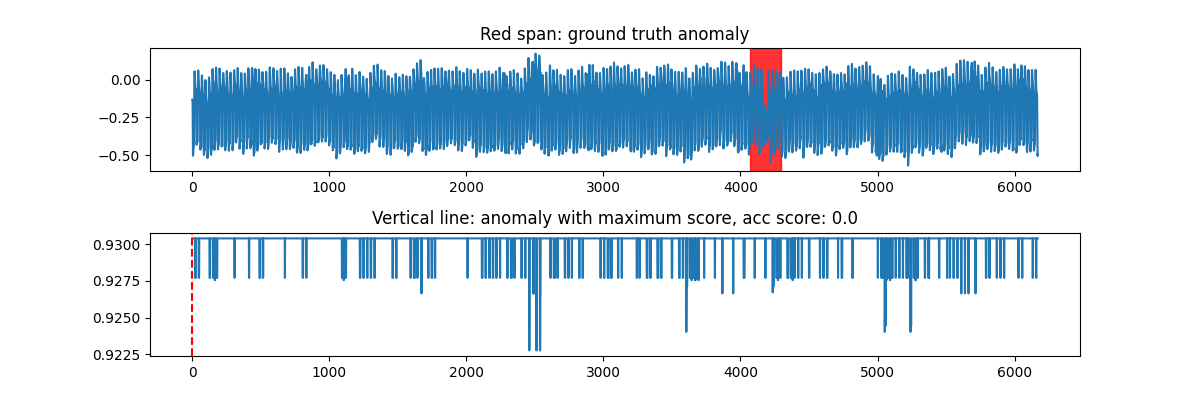 Red span: ground truth anomaly
0.00
−0.25
−0.50
0 1000 2000 3000 4000 5000 6000
Vertical line: anomaly with maximum score, acc score: 0.0
0.9300
0.9275
0.9250
0.9225
0 1000 2000 3000 4000 5000 6000